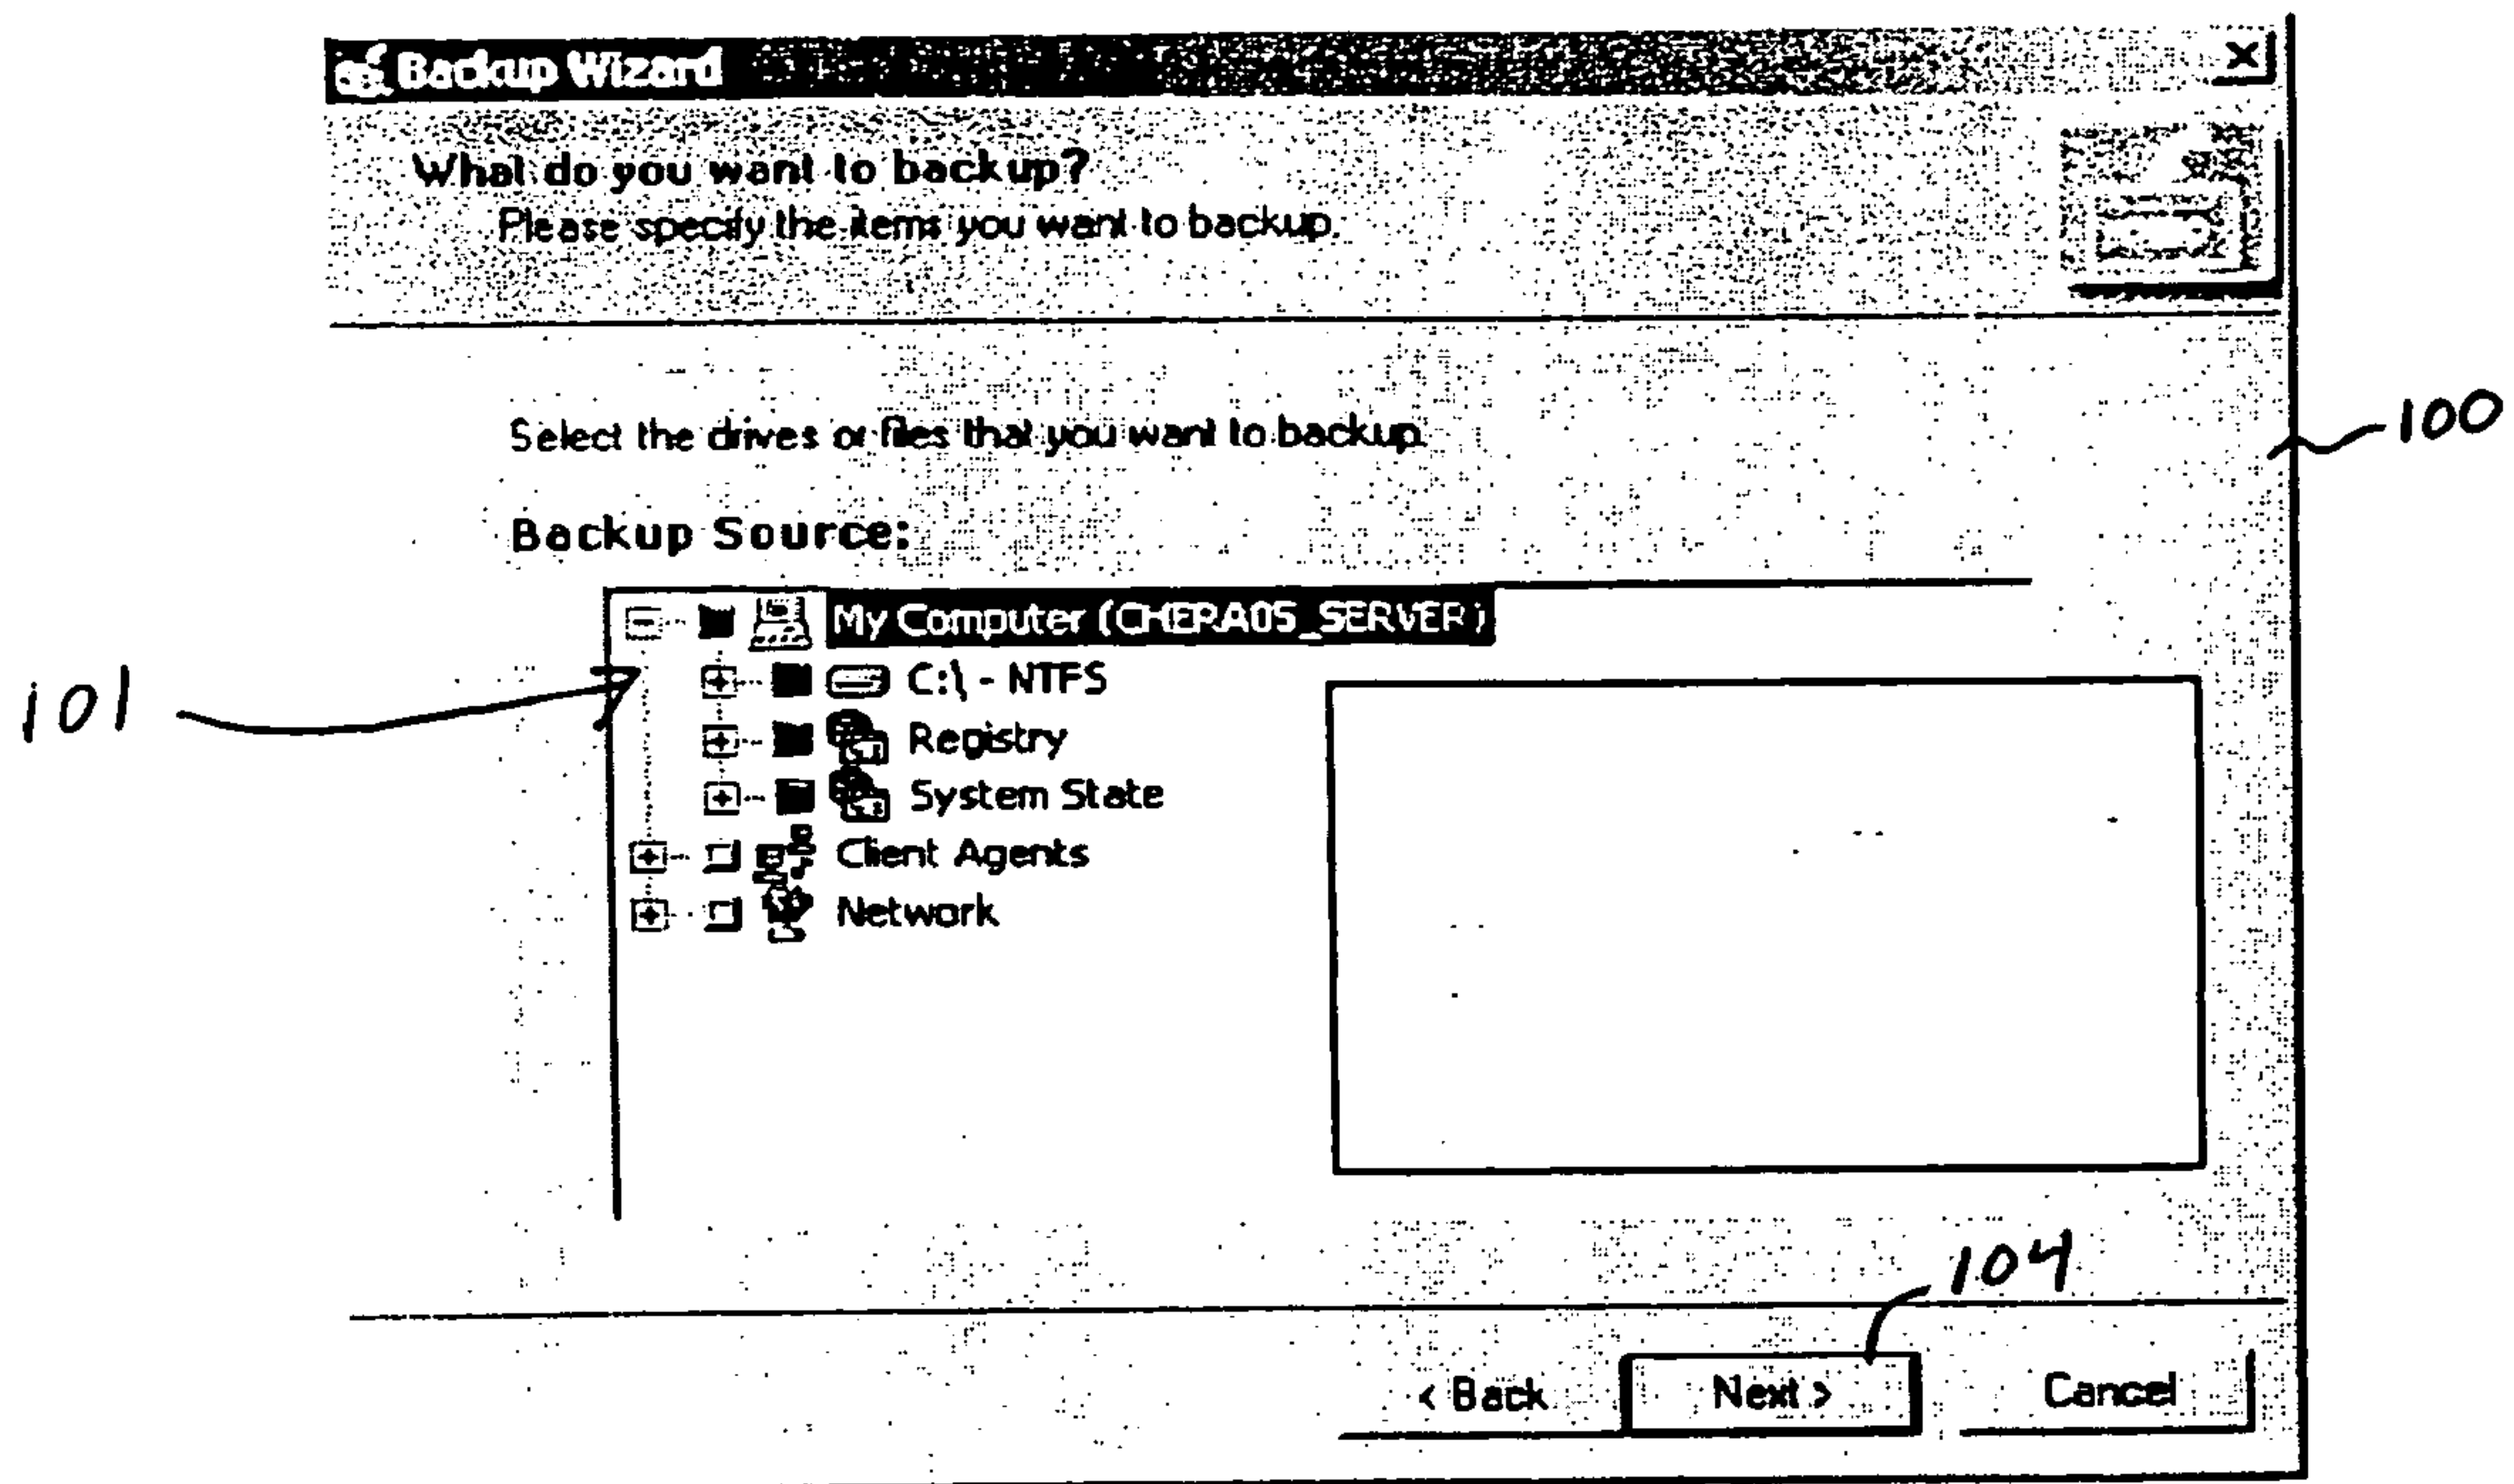 Backup Wizard
What do you want to backup?
Please specify the items you want to backup.
100
Select the drives or files that you want to backup.
Backup Source:
My Computer (CHEPA05_SERVER)
101
C:\ - NTFS
Registry
System State
Client Agents
Network
104
< Back Next > Cancel